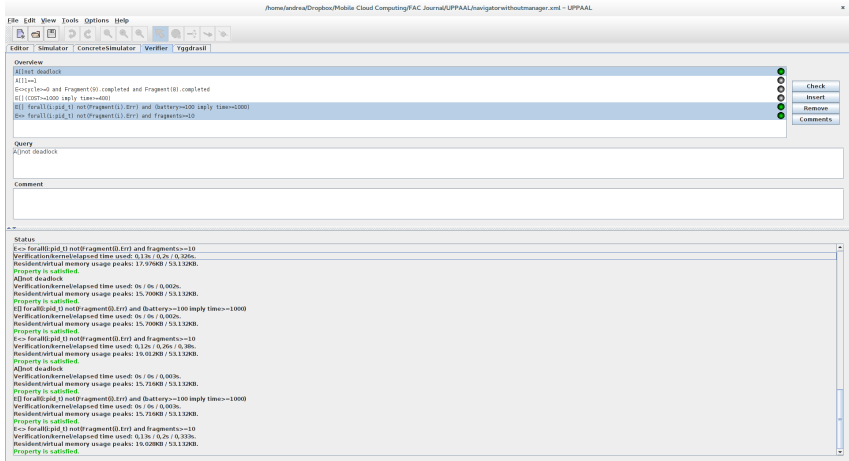 /home/andrea/Dropbox/Mobile Cloud Computing/FAC Journal/UPPAAL/navigatorwithoutmanager.xml - UPPAAL
File Edit View Tools Options Help
Editor Simulator ConcreteSimulator Verifier Yggdrasil
Overview
A[]not deadlock
A[]1==1
E<>cycle>=0 and Fragment(9).completed and Fragment(8).completed
E[](COST>=1000 imply time>=400)
E[] forall(i:pid_t) not(Fragment(i).Err) and (battery>=100 imply time>=1000)
E<> forall(i:pid_t) not(Fragment(i).Err) and fragments>=10
Check
Insert
Remove
Comments
Query
A[]not deadlock
Comment
Status
E<> forall(i:pid_t) not(Fragment(i).Err) and fragments>=10
Verification/kernel/elapsed time used: 0,13s / 0,2s / 0,326s.
Resident/virtual memory usage peaks: 17.976KB / 53.132KB.
Property is satisfied.
A[]not deadlock
Verification/kernel/elapsed time used: 0s / 0s / 0,002s.
Resident/virtual memory usage peaks: 15.700KB / 53.132KB.
Property is satisfied.
E[] forall(i:pid_t) not(Fragment(i).Err) and (battery>=100 imply time>=1000)
Verification/kernel/elapsed time used: 0s / 0s / 0,002s.
Resident/virtual memory usage peaks: 15.700KB / 53.132KB.
Property is satisfied.
E<> forall(i:pid_t) not(Fragment(i).Err) and fragments>=10
Verification/kernel/elapsed time used: 0,12s / 0,26s / 0,38s.
Resident/virtual memory usage peaks: 19.012KB / 53.132KB.
Property is satisfied.
A[]not deadlock
Verification/kernel/elapsed time used: 0s / 0s / 0,003s.
Resident/virtual memory usage peaks: 15.716KB / 53.132KB.
Property is satisfied.
E[] forall(i:pid_t) not(Fragment(i).Err) and (battery>=100 imply time>=1000)
Verification/kernel/elapsed time used: 0s / 0s / 0,003s.
Resident/virtual memory usage peaks: 15.716KB / 53.132KB.
Property is satisfied.
E<> forall(i:pid_t) not(Fragment(i).Err) and fragments>=10
Verification/kernel/elapsed time used: 0,13s / 0,2s / 0,333s.
Resident/virtual memory usage peaks: 19.028KB / 53.132KB.
Property is satisfied.